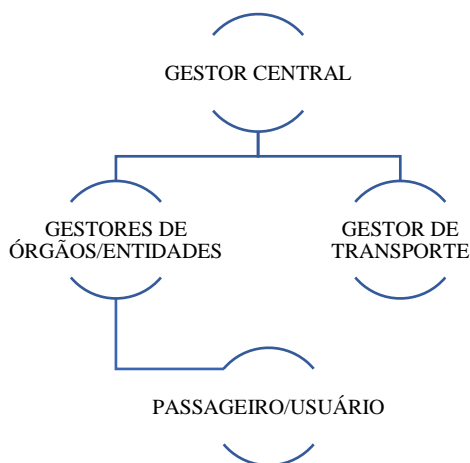 GESTOR CENTRAL
GESTORES DE
ÓRGÃOS/ENTIDADES
GESTOR DE
TRANSPORTE
PASSAGEIRO/USUÁRIO